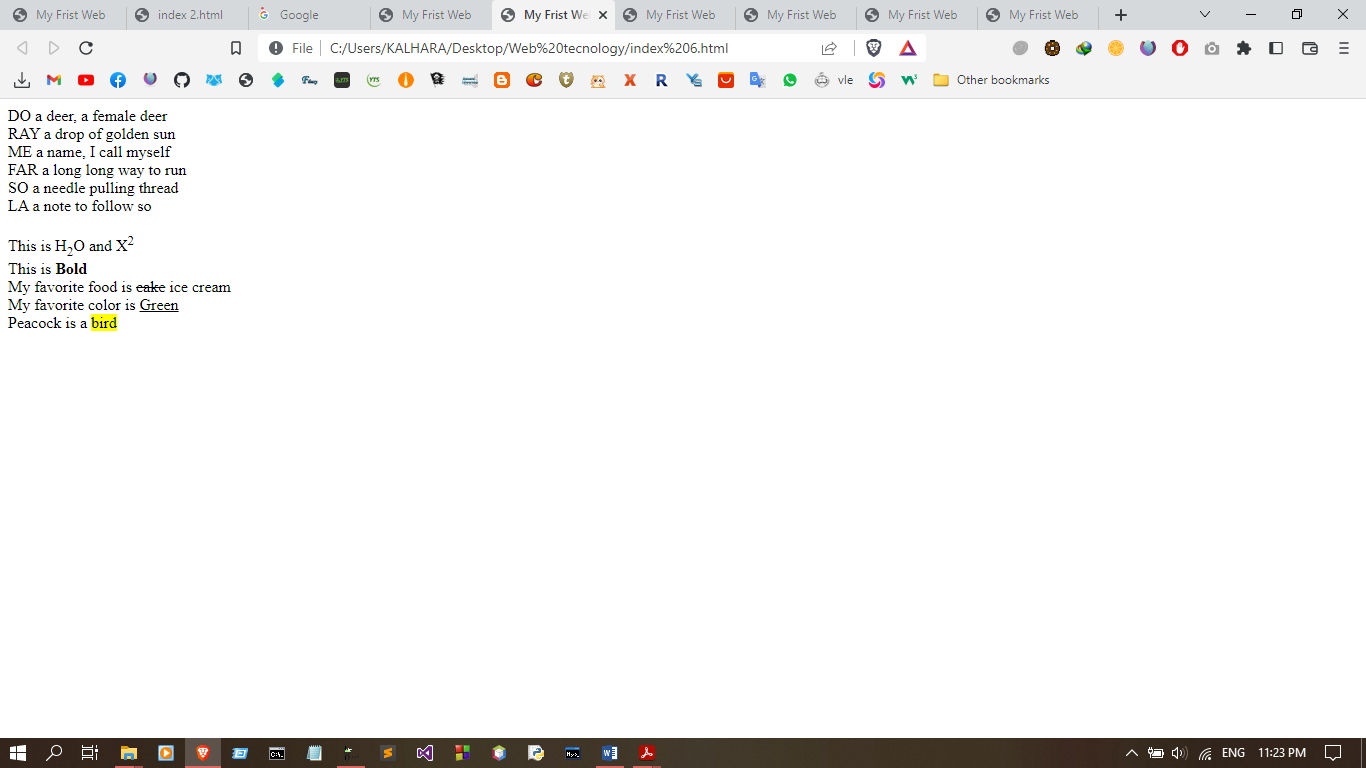 My Frist Web
index 2.html
Google
My Frist Web
My Frist We
My Frist Web
My Frist Web
My Frist Web
My Frist Web
File
C:/Users/KALHARA/Desktop/Web%20tecnology/index%206.html
vle
Other bookmarks
DO a deer, a female deer
RAY a drop of golden sun
ME a name, I call myself
FAR a long long way to run
SO a needle pulling thread
LA a note to follow so
This is H₂O and X²
This is Bold
My favorite food is cake ice cream
My favorite color is Green
Peacock is a bird
ENG
11:23 PM